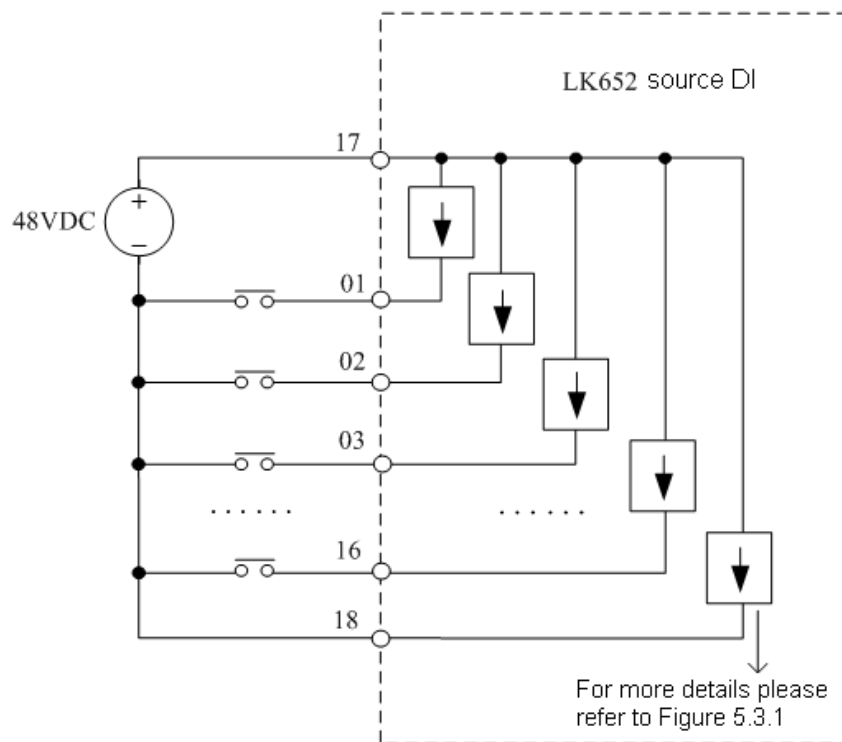 LK652 source DI
17
+
48VDC
−
01
02
03
. . . . . . . . . . . .
16
18
For more details please
refer to Figure 5.3.1